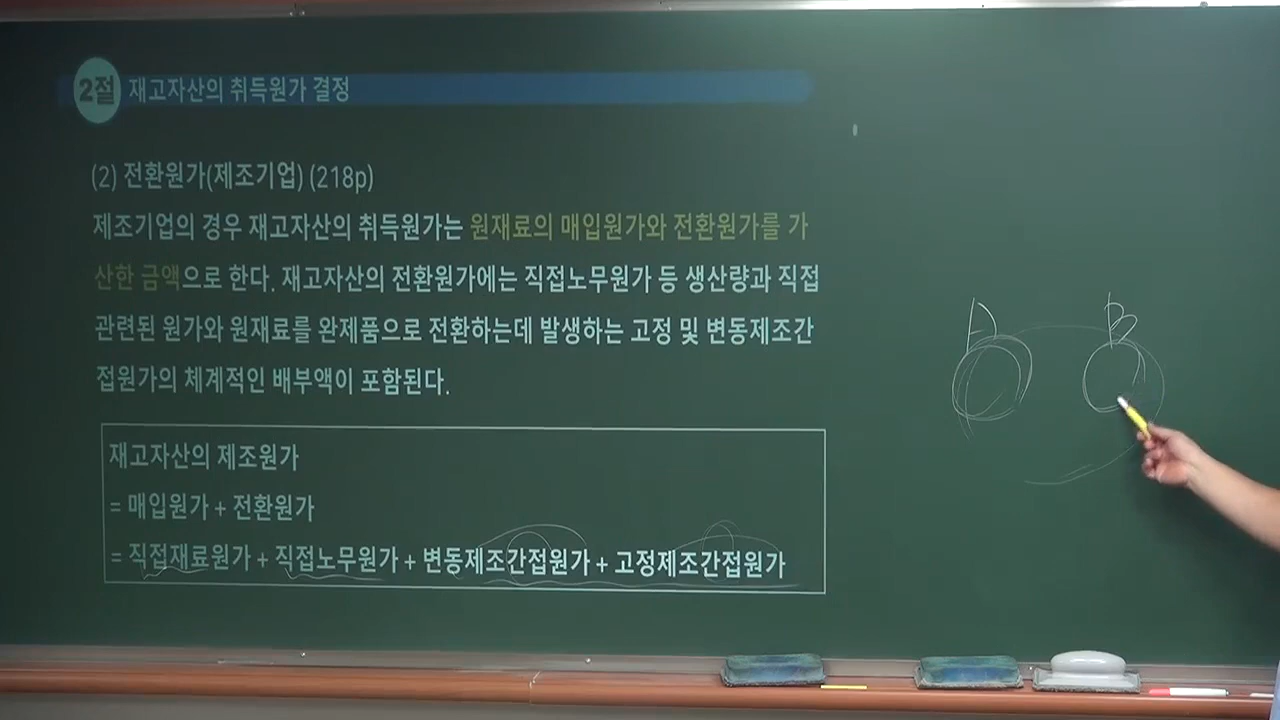 2절 재고자산의 취득원가 결정
(2) 전환원가(제조기업) (218p)
제조기업의 경우 재고자산의 취득원가는 원재료의 매입원가와 전환원가를 가
산한 금액으로 한다. 재고자산의 전환원가에는 직접노무원가 등 생산량과 직접
관련된 원가와 원재료를 완제품으로 전환하는데 발생하는 고정 및 변동제조간
접원가의 체계적인 배부액이 포함된다.
재고자산의 제조원가
= 매입원가 + 전환원가
= 직접재료원가 + 직접노무원가 + 변동제조간접원가 + 고정제조간접원가
A B